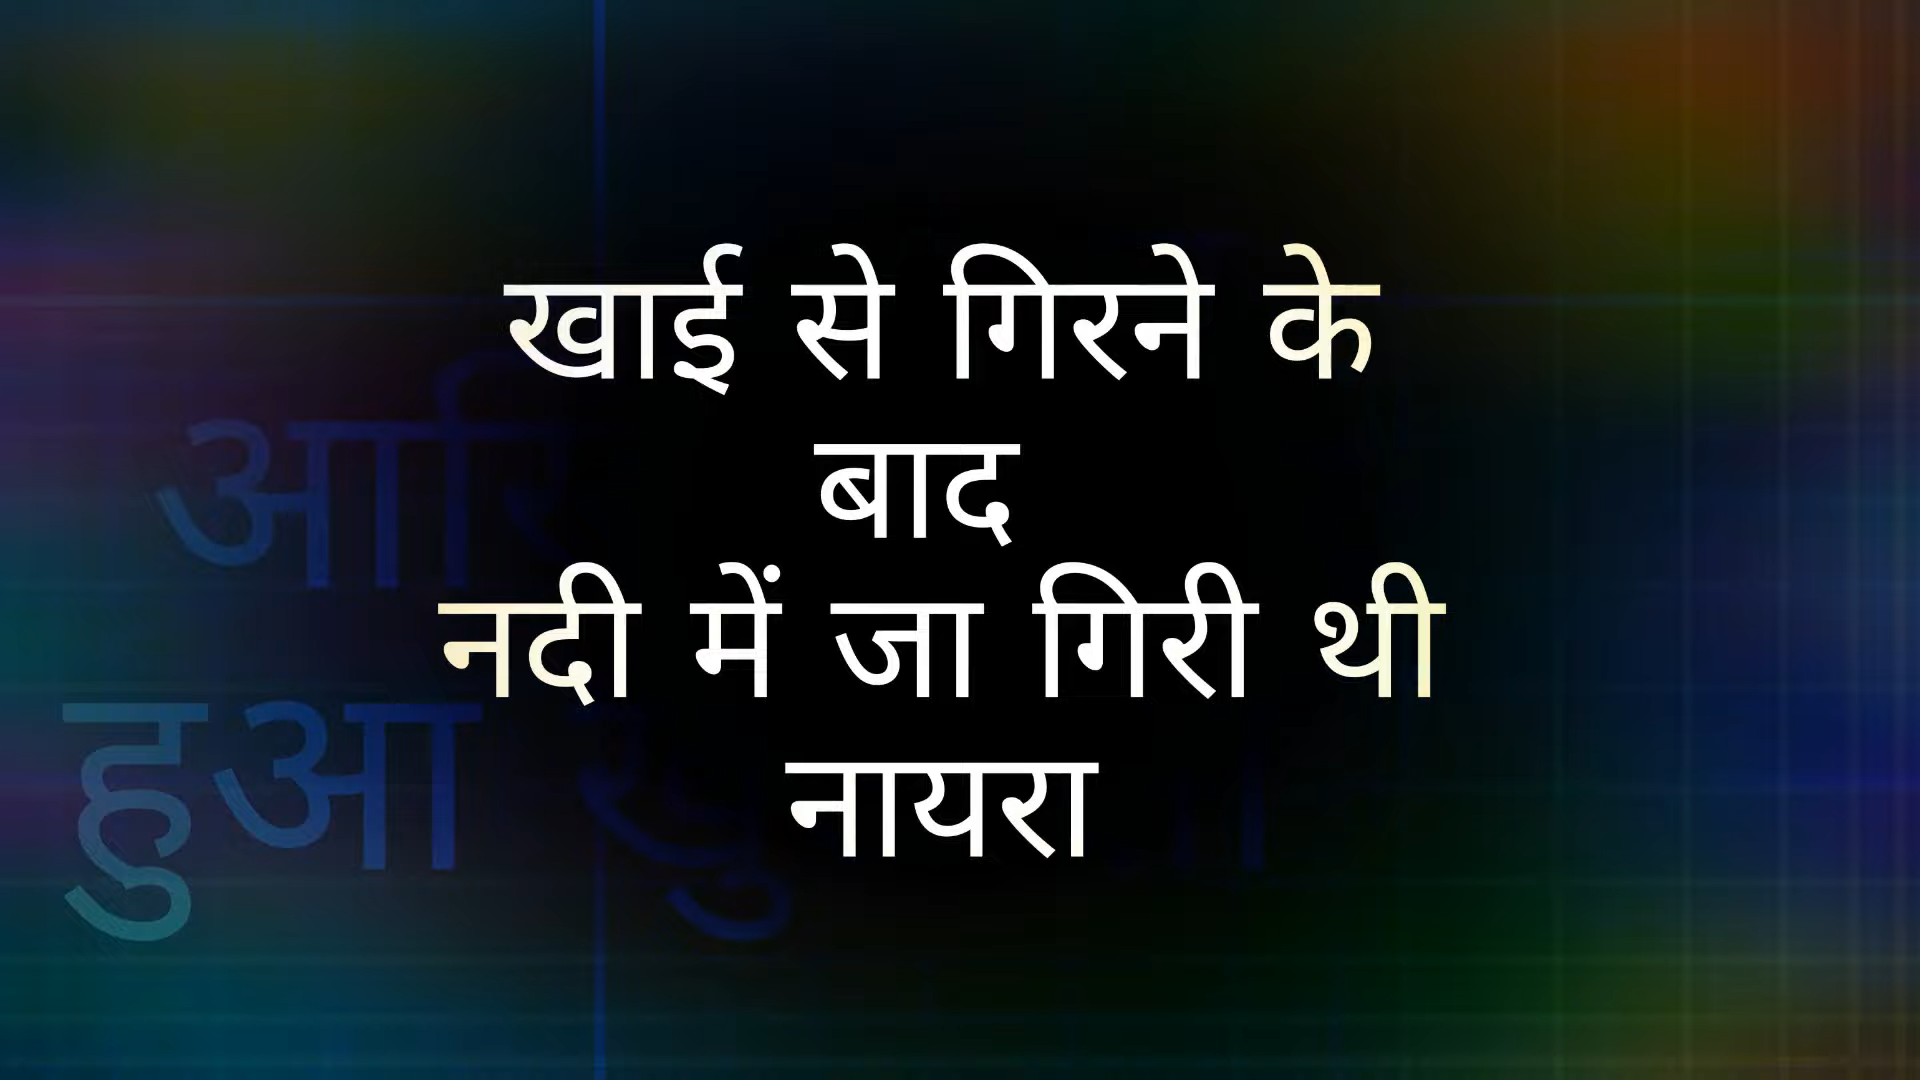 खाई से गिरने के
बाद
नदी में जा गिरी थी
नायरा
हुआ